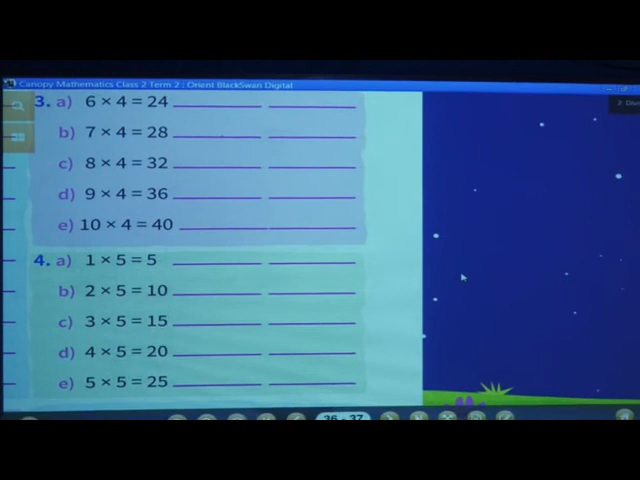 Canopy Mathematics Class 2 Term 2 : Orient BlackSwan Digital
3. a) 6 × 4 = 24
b) 7 × 4 = 28
c) 8 × 4 = 32
d) 9 × 4 = 36
e) 10 × 4 = 40
4. a) 1 × 5 = 5
b) 2 × 5 = 10
c) 3 × 5 = 15
d) 4 × 5 = 20
e) 5 × 5 = 25
36 - 37